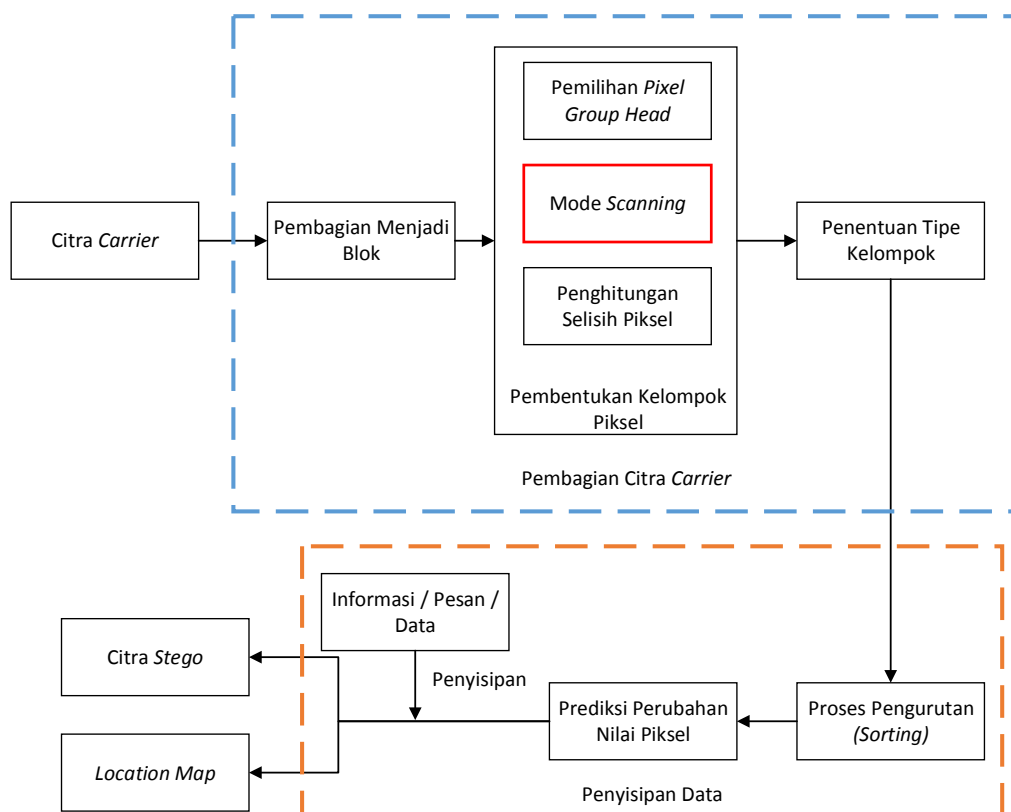 Pemilihan Pixel
Group Head
Mode Scanning
Citra Carrier
Pembagian Menjadi
Blok
Penentuan Tipe
Kelompok
Penghitungan
Selisih Piksel
Pembentukan Kelompok
Piksel
Pembagian Citra Carrier
Informasi / Pesan /
Data
Citra Stego
Penyisipan
Prediksi Perubahan
Nilai Piksel
Proses Pengurutan
(Sorting)
Location Map
Penyisipan Data